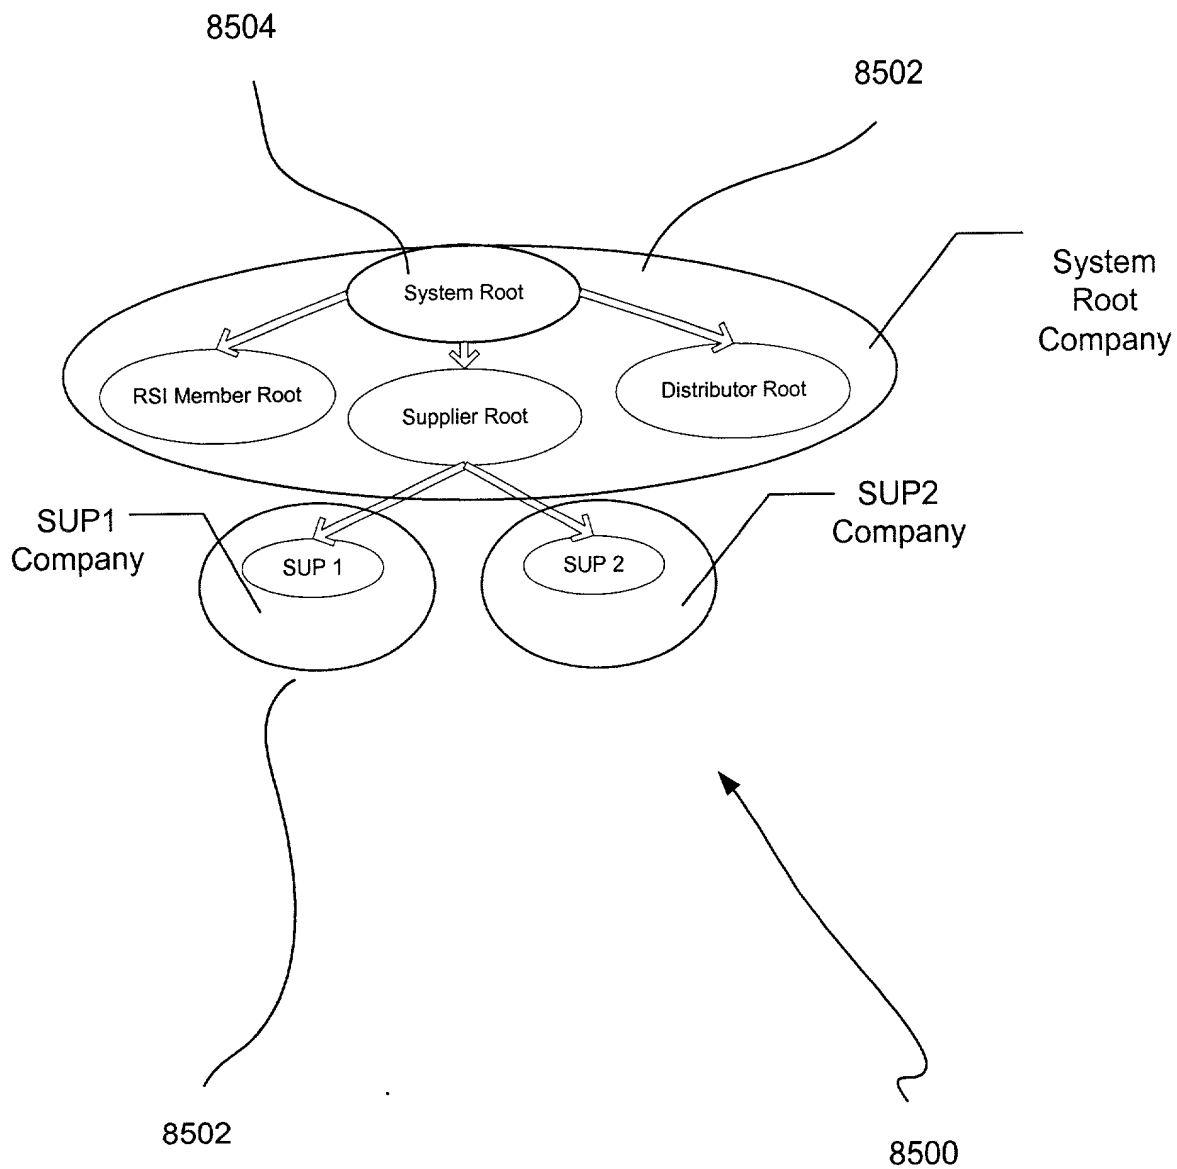 8504
8502
System
Root
Company
System Root
RSI Member Root
Supplier Root
Distributor Root
SUP1
Company
SUP2
Company
SUP 1
SUP 2
8502
8500